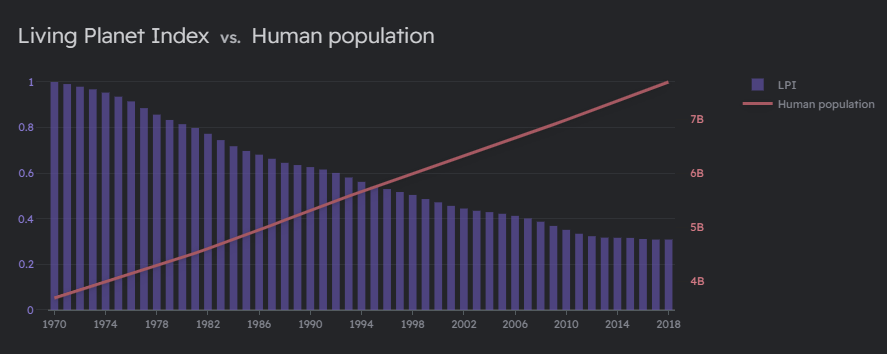 Living Planet Index vs. Human population
1
0.8
0.6
0.4
0.2
0
7B
6B
5B
4B
1970 1974 1978 1982 1986 1990 1994 1998 2002 2006 2010 2014 2018
LPI
Human population